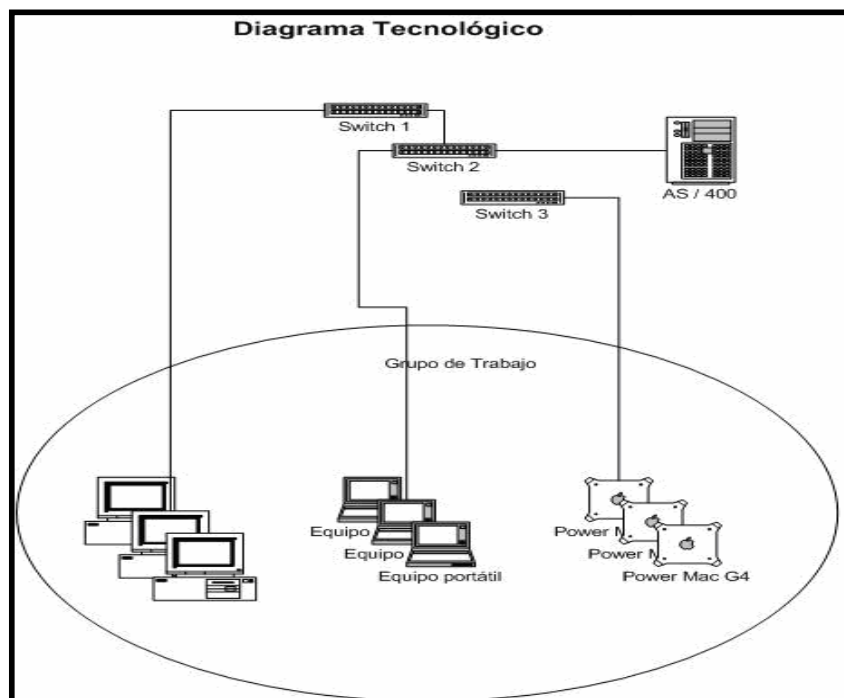 Diagrama Tecnológico
Switch 1
Switch 2
AS / 400
Switch 3
Grupo de Trabajo
Equipo
Power M
Equipo
Power M
Equipo portátil
Power Mac G4